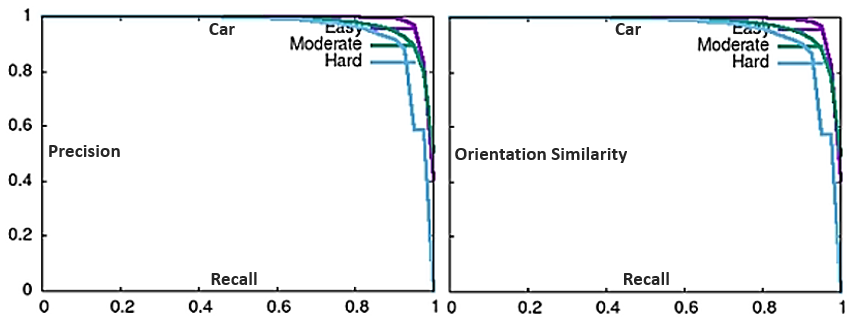 1
0.8
0.6
0.4
0.2
0
Car
Easy
Moderate
Hard
Precision
Recall
0 0.2 0.4 0.6 0.8 1
Car
Easy
Moderate
Hard
Orientation Similarity
Recall
0 0.2 0.4 0.6 0.8 1